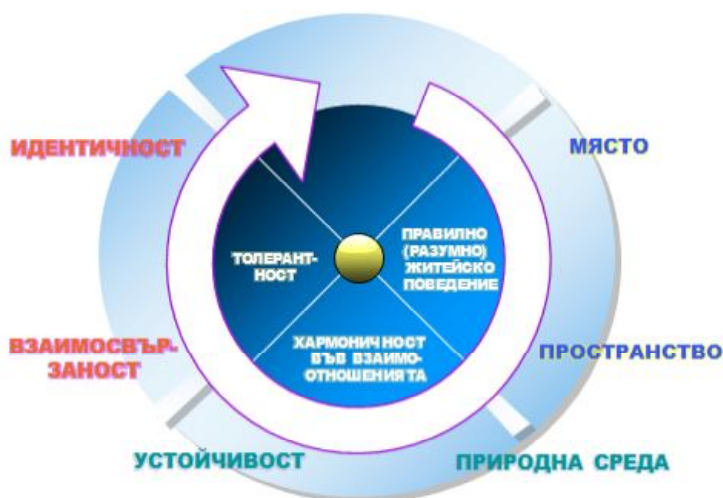 ИДЕНТИЧНОСТ
МЯСТО
ТОЛЕРАНТ-
НОСТ
ПРАВИЛНО
(РАЗУМНО)
ЖИТЕЙСКО
ПОВЕДЕНИЕ
ХАРМОНИЧНОСТ
ВЪВ ВЗАИМО-
ОТНОШЕНИЯТА
ВЗАИМОСВЪР-
ЗАНОСТ
ПРОСТРАНСТВО
УСТОЙЧИВОСТ
ПРИРОДНА СРЕДА